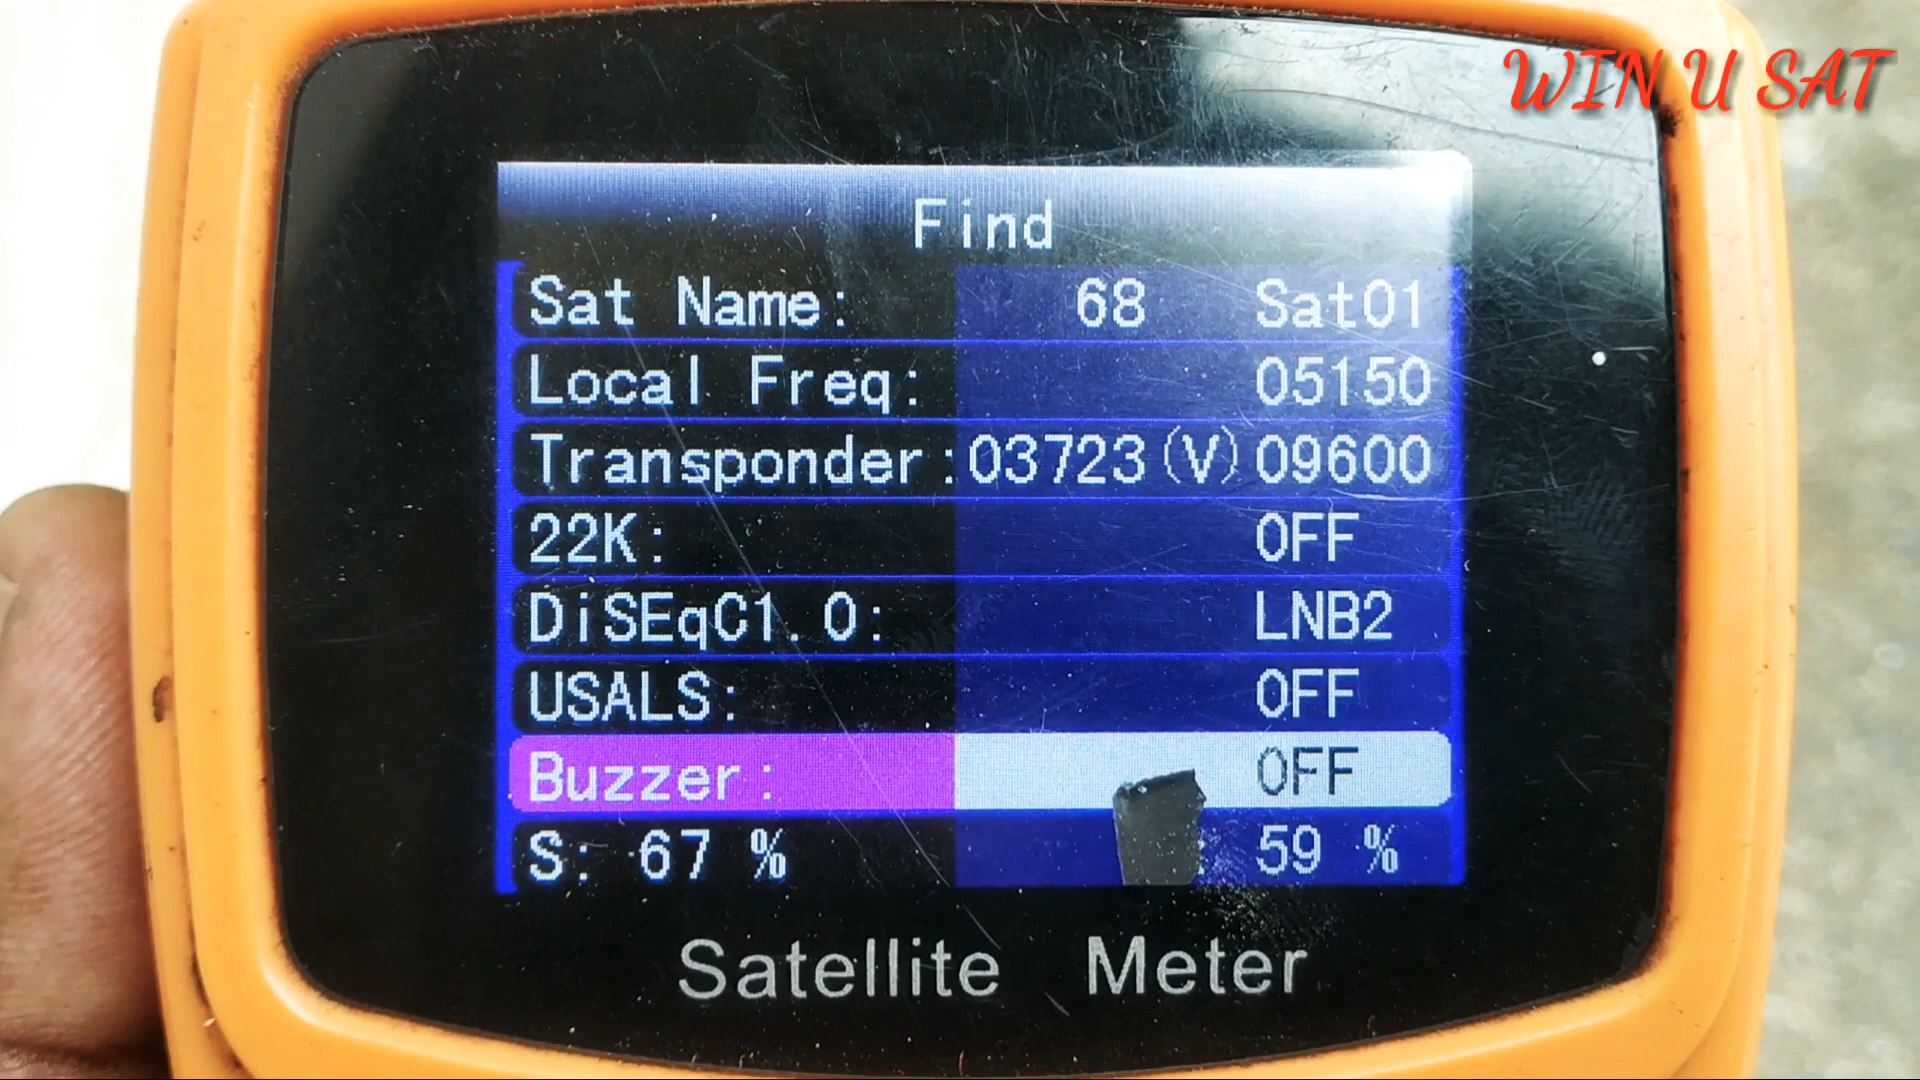 WIN U SAT
Find
Sat Name: 68 Sat01
Local Freq: 05150
Transponder: 03723 (V) 09600
22K: OFF
DiSEqC1.0: LNB2
USALS: OFF
Buzzer: OFF
S: 67 % : 59 %
Satellite Meter